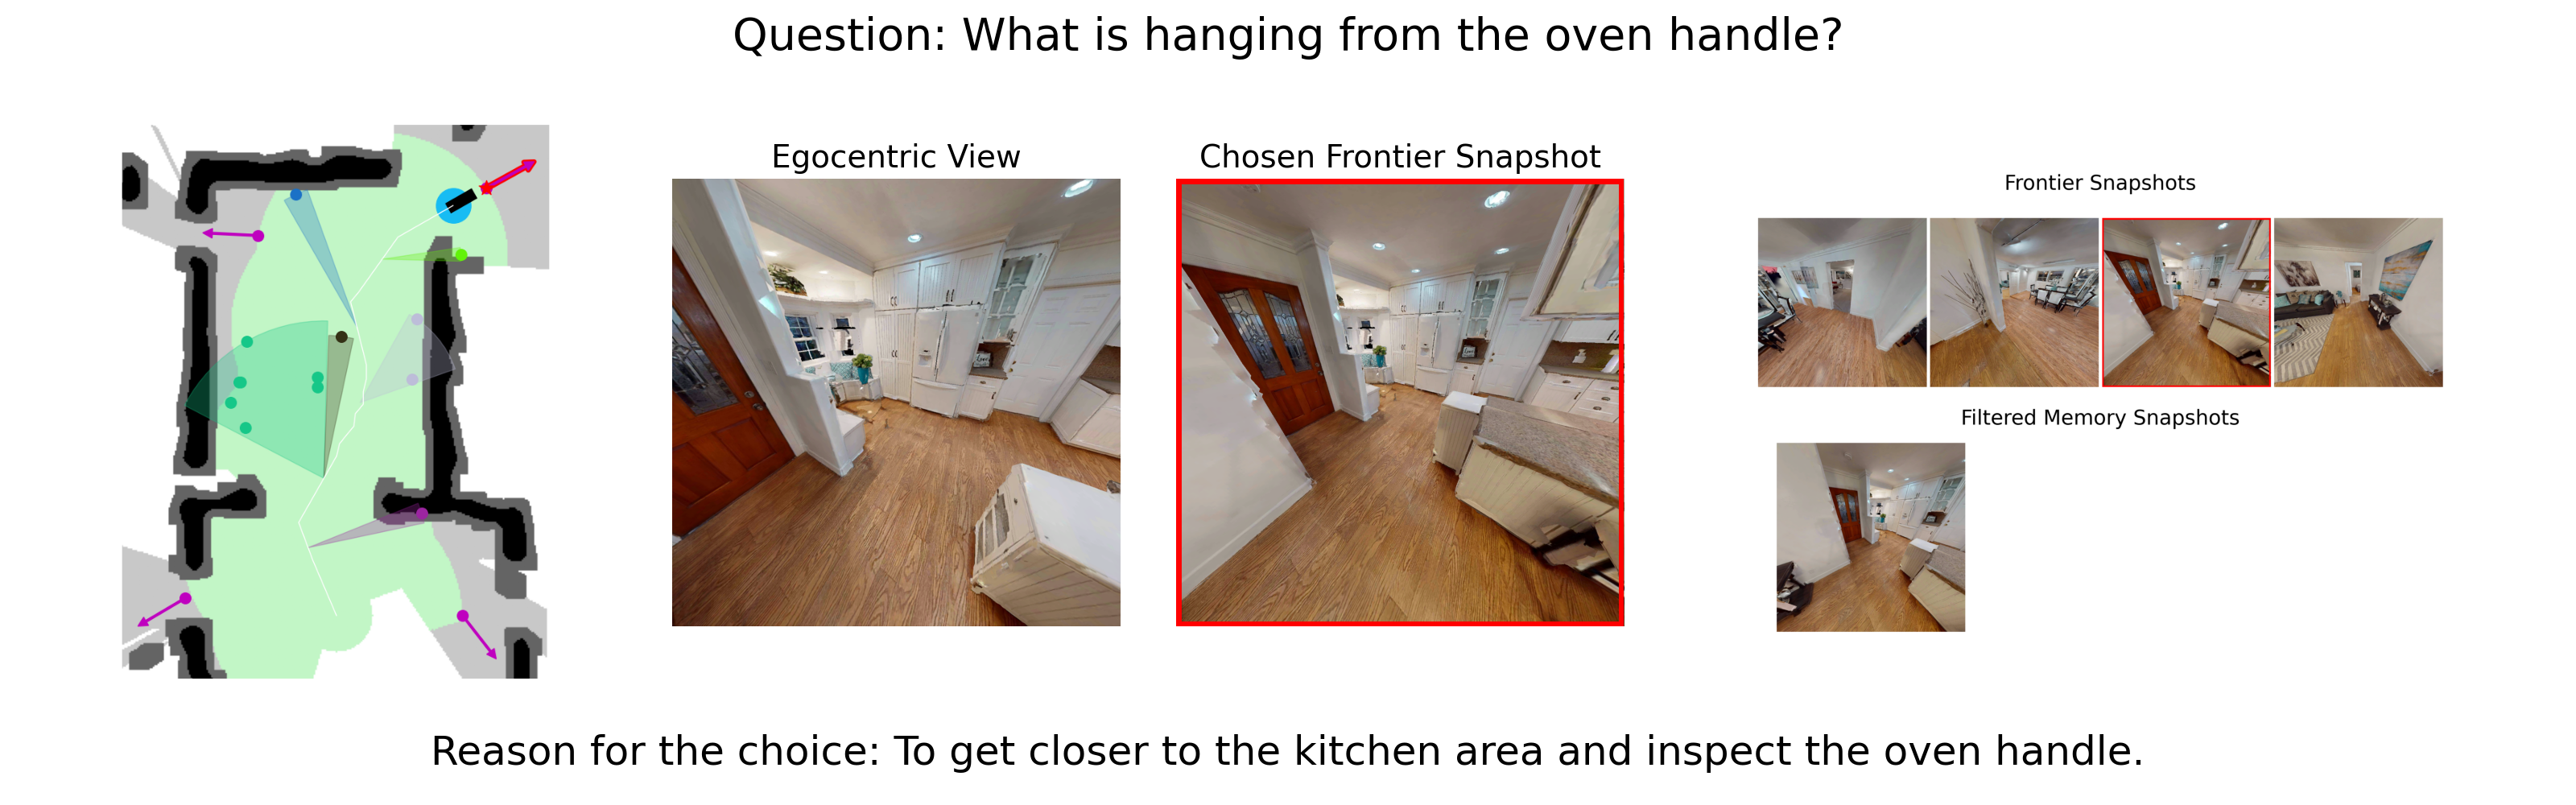 Question: What is hanging from the oven handle?
Egocentric View
Chosen Frontier Snapshot
Frontier Snapshots
Filtered Memory Snapshots
Reason for the choice: To get closer to the kitchen area and inspect the oven handle.